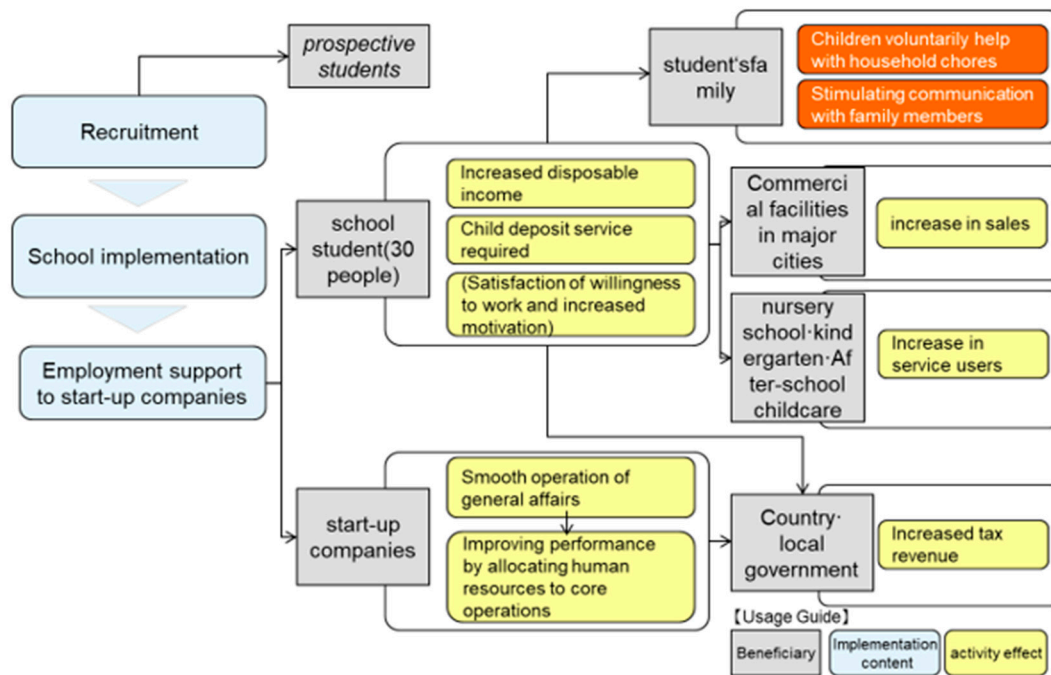 prospective
students
Recruitment
School implementation
Employment support
to start-up companies
school
student(30
people)
Increased disposable
income
Child deposit service
required
(Satisfaction of willingness
to work and increased
motivation)
start-up
companies
Smooth operation of
general affairs
Improving performance
by allocating human
resources to core
operations
student'sfa
mily
Children voluntarily help
with household chores
Stimulating communication
with family members
Commerci
al facilities
in major
cities
increase in sales
nursery
school·kind
ergarten·Af
ter-school
childcare
Increase in
service users
Country·
local
government
Increased tax
revenue
【Usage Guide】
Beneficiary
Implementation
content
activity effect